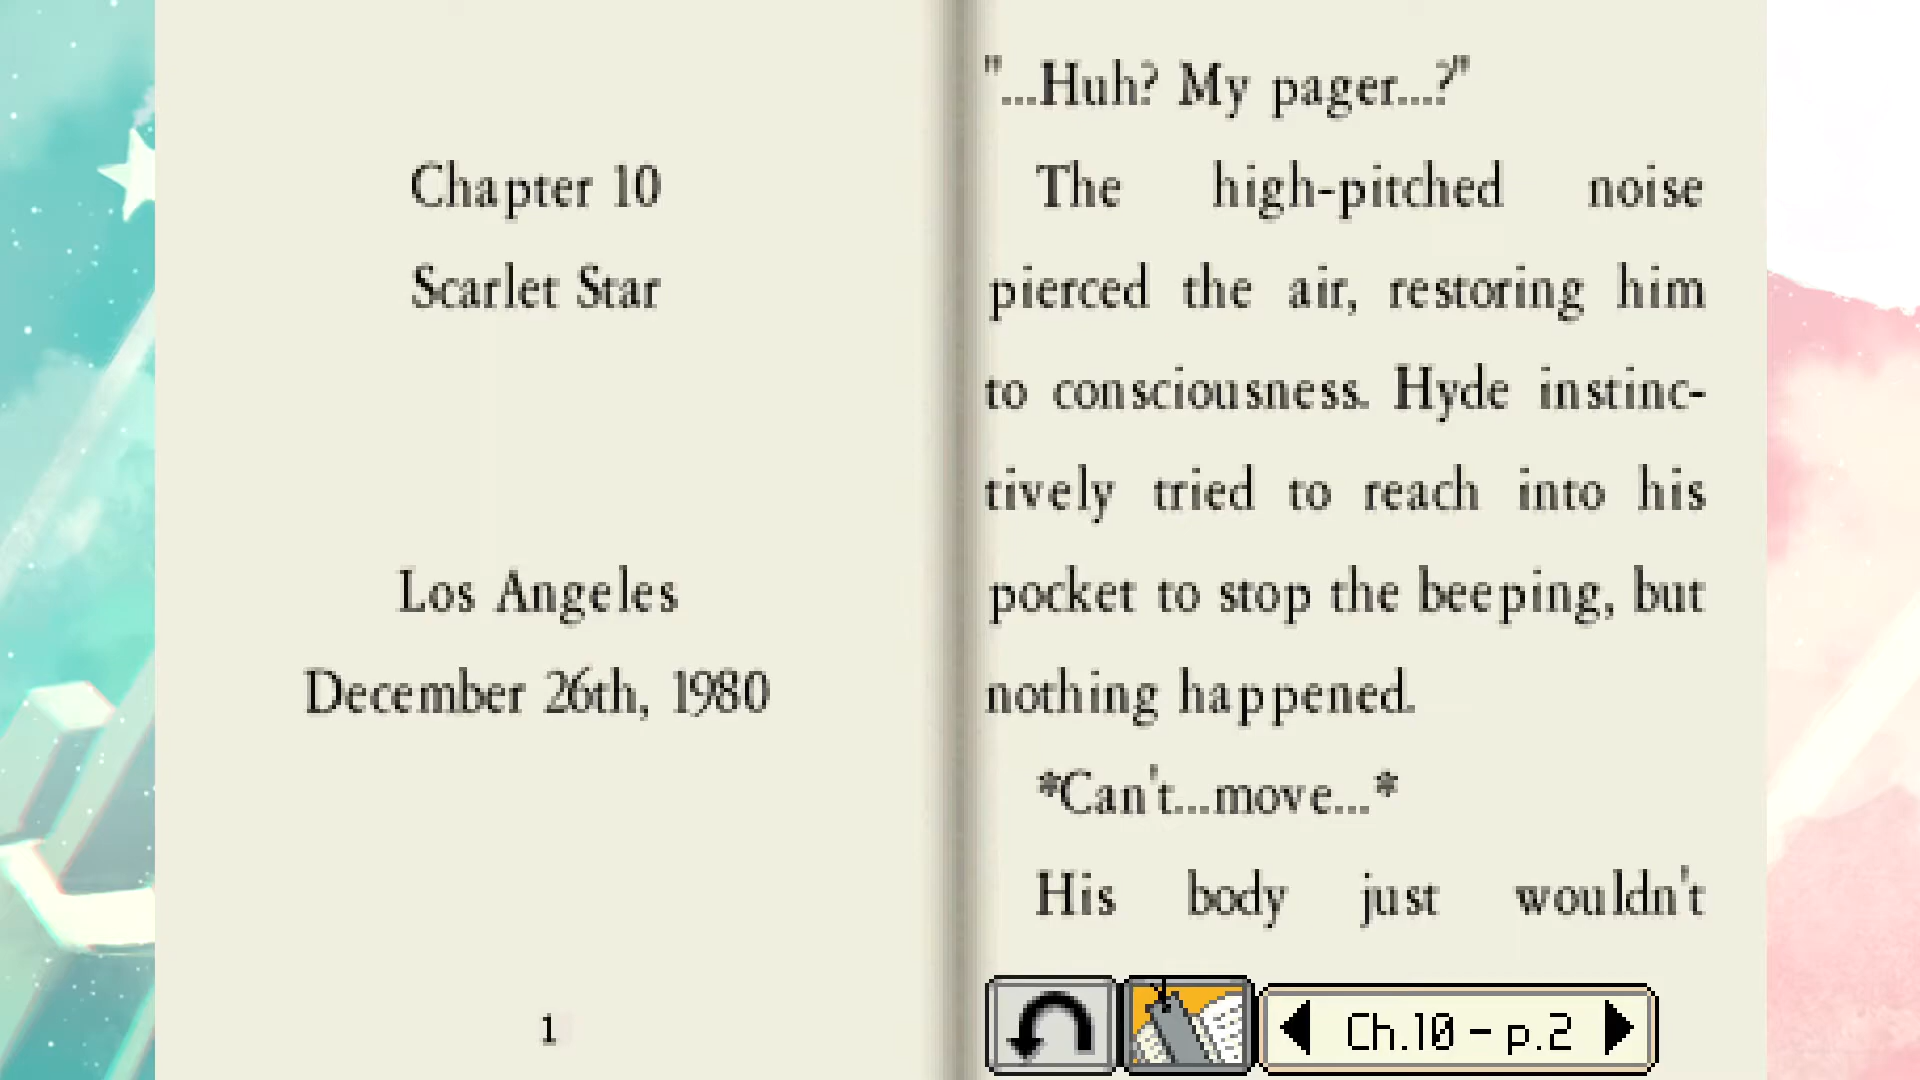 Chapter 10
Scarlet Star
Los Angeles
December 26th, 1980
1
"...Huh? My pager...?"
The high-pitched noise
pierced the air, restoring him
to consciousness. Hyde instinc-
tively tried to reach into his
pocket to stop the beeping, but
nothing happened.
*Can't...move...*
His body just wouldn't
Ch.10 - p.2